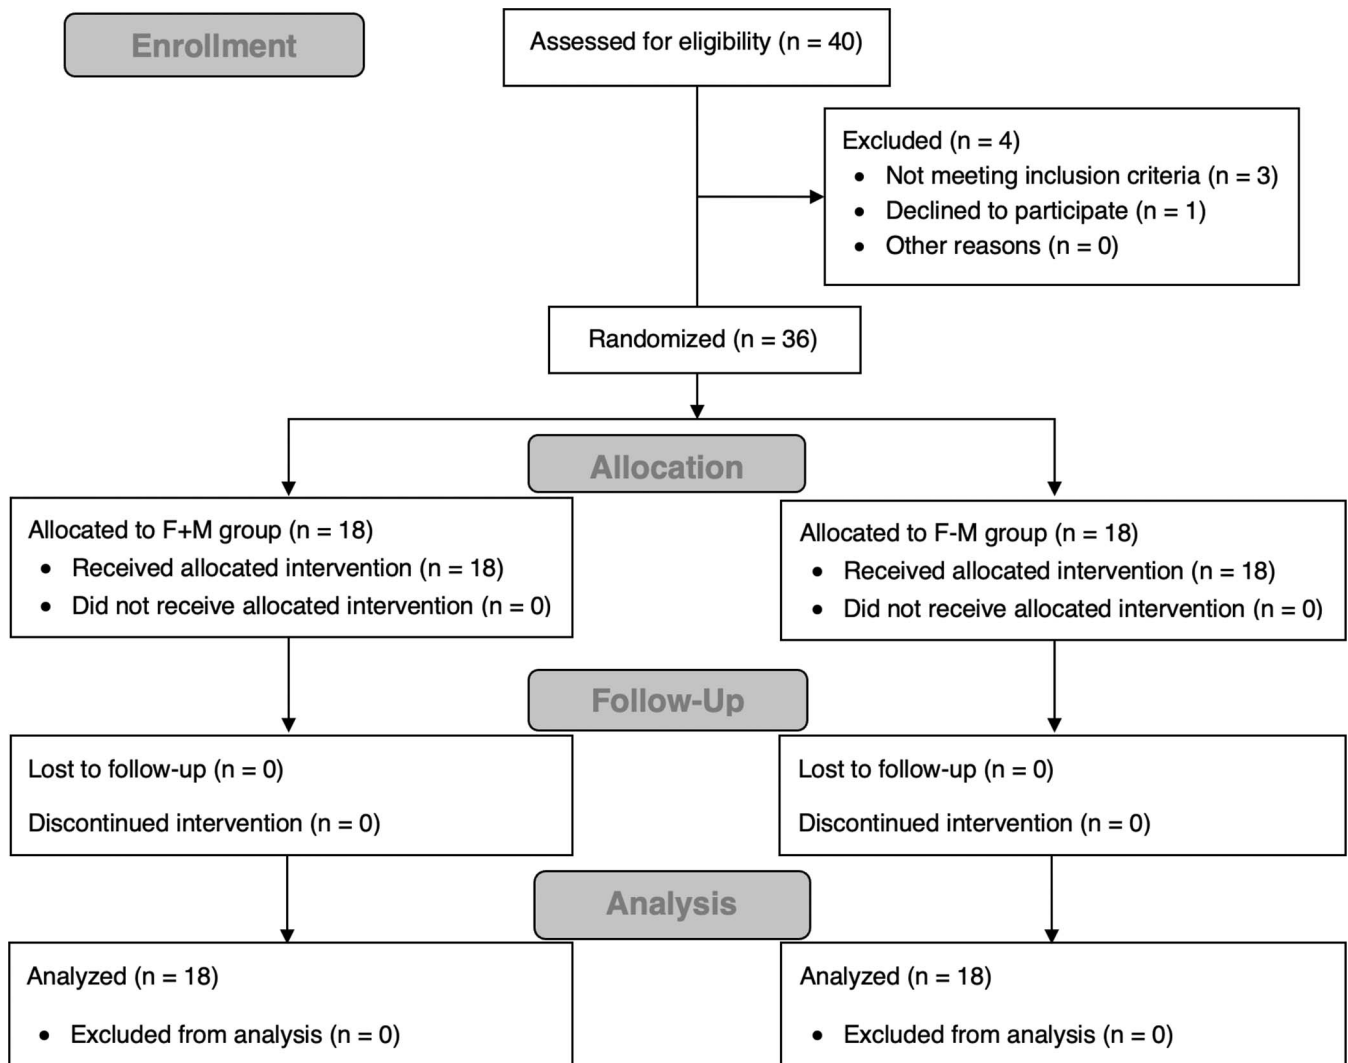 Enrollment
Assessed for eligibility (n = 40)
Excluded (n = 4)
• Not meeting inclusion criteria (n = 3)
• Declined to participate (n = 1)
• Other reasons (n = 0)
Randomized (n = 36)
Allocation
Allocated to F+M group (n = 18)
• Received allocated intervention (n = 18)
• Did not receive allocated intervention (n = 0)
Allocated to F-M group (n = 18)
• Received allocated intervention (n = 18)
• Did not receive allocated intervention (n = 0)
Follow-Up
Lost to follow-up (n = 0)
Discontinued intervention (n = 0)
Lost to follow-up (n = 0)
Discontinued intervention (n = 0)
Analysis
Analyzed (n = 18)
• Excluded from analysis (n = 0)
Analyzed (n = 18)
• Excluded from analysis (n = 0)